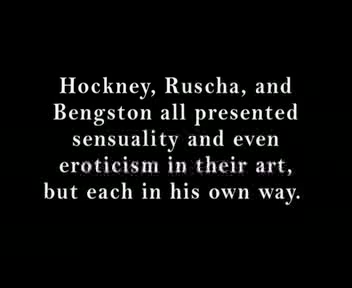 Hockney, Ruscha, and
Bengston all presented
sensuality and even
eroticism in their art,
but each in his own way.